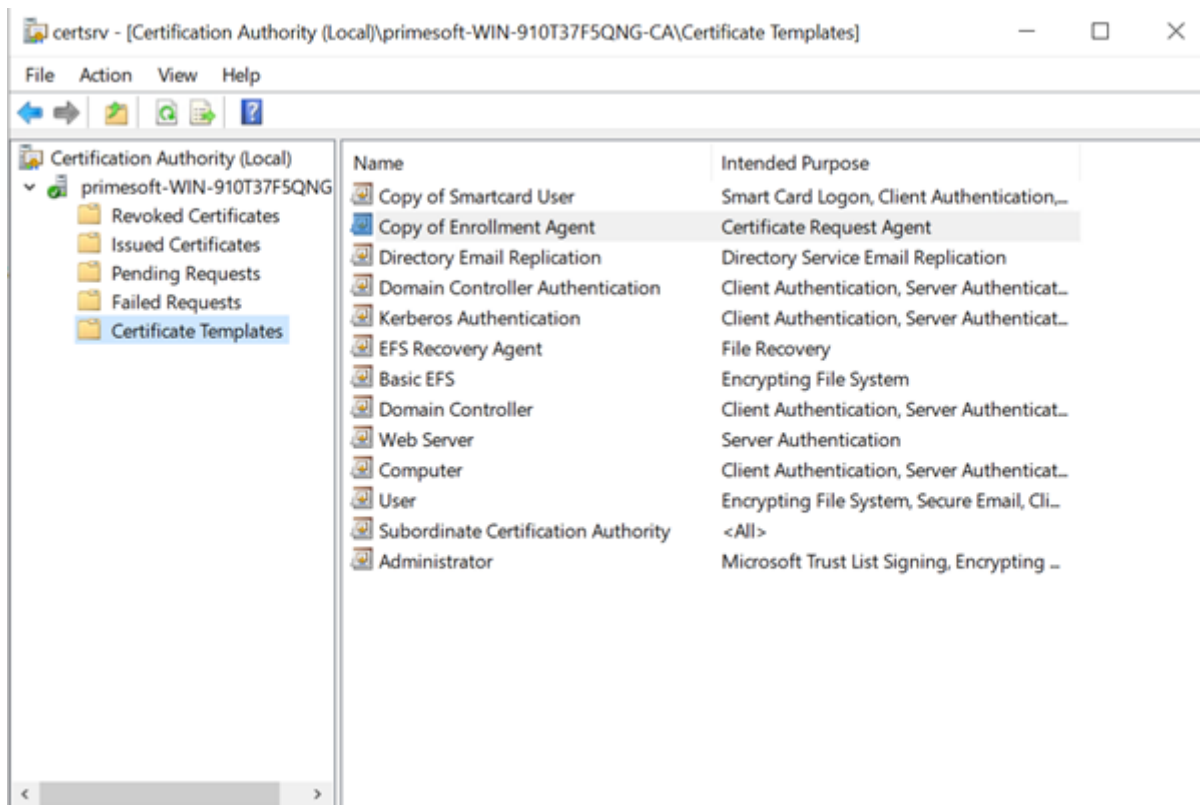 certsrv - [Certification Authority (Local)\primesoft-WIN-910T37F5QNG-CA\Certificate Templates]
File Action View Help
Certification Authority (Local)
primesoft-WIN-910T37F5QNG
Revoked Certificates
Issued Certificates
Pending Requests
Failed Requests
Certificate Templates
Name Intended Purpose
Copy of Smartcard User Smart Card Logon, Client Authentication,...
Copy of Enrollment Agent Certificate Request Agent
Directory Email Replication Directory Service Email Replication
Domain Controller Authentication Client Authentication, Server Authenticat...
Kerberos Authentication Client Authentication, Server Authenticat...
EFS Recovery Agent File Recovery
Basic EFS Encrypting File System
Domain Controller Client Authentication, Server Authenticat...
Web Server Server Authentication
Computer Client Authentication, Server Authenticat...
User Encrypting File System, Secure Email, Cli...
Subordinate Certification Authority <All>
Administrator Microsoft Trust List Signing, Encrypting ...